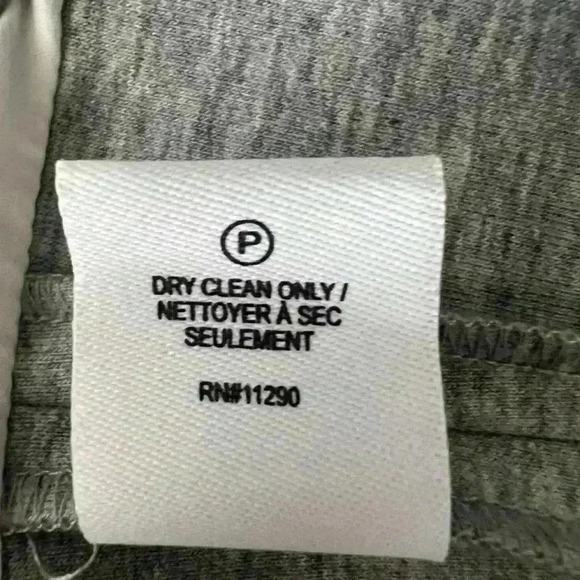 P
DRY CLEAN ONLY /
NETTOYER À SEC
SEULEMENT
RN#11290